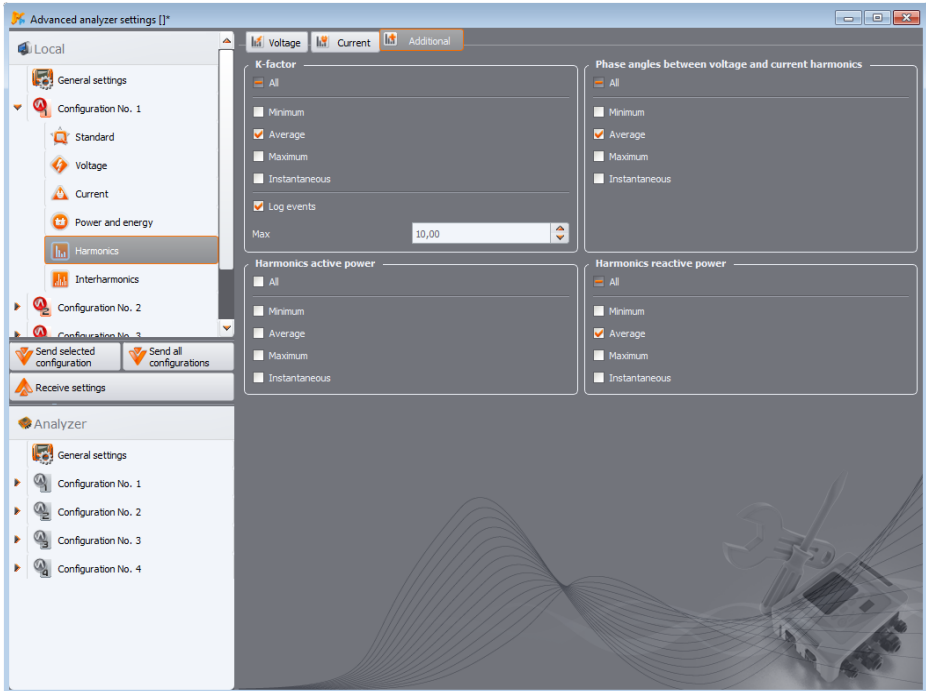 Advanced analyzer settings []*
Local
General settings
Configuration No. 1
Standard
Voltage
Current
Power and energy
Harmonics
Interharmonics
Configuration No. 2
Configuration No. 3
Send selected
configuration
Send all
configurations
Receive settings
Analyzer
General settings
Configuration No. 1
Configuration No. 2
Configuration No. 3
Configuration No. 4
Voltage
Current
Additional
K-factor
All
Minimum
Average
Maximum
Instantaneous
Log events
Max
10,00
Phase angles between voltage and current harmonics
All
Minimum
Average
Maximum
Instantaneous
Harmonics active power
All
Minimum
Average
Maximum
Instantaneous
Harmonics reactive power
All
Minimum
Average
Maximum
Instantaneous